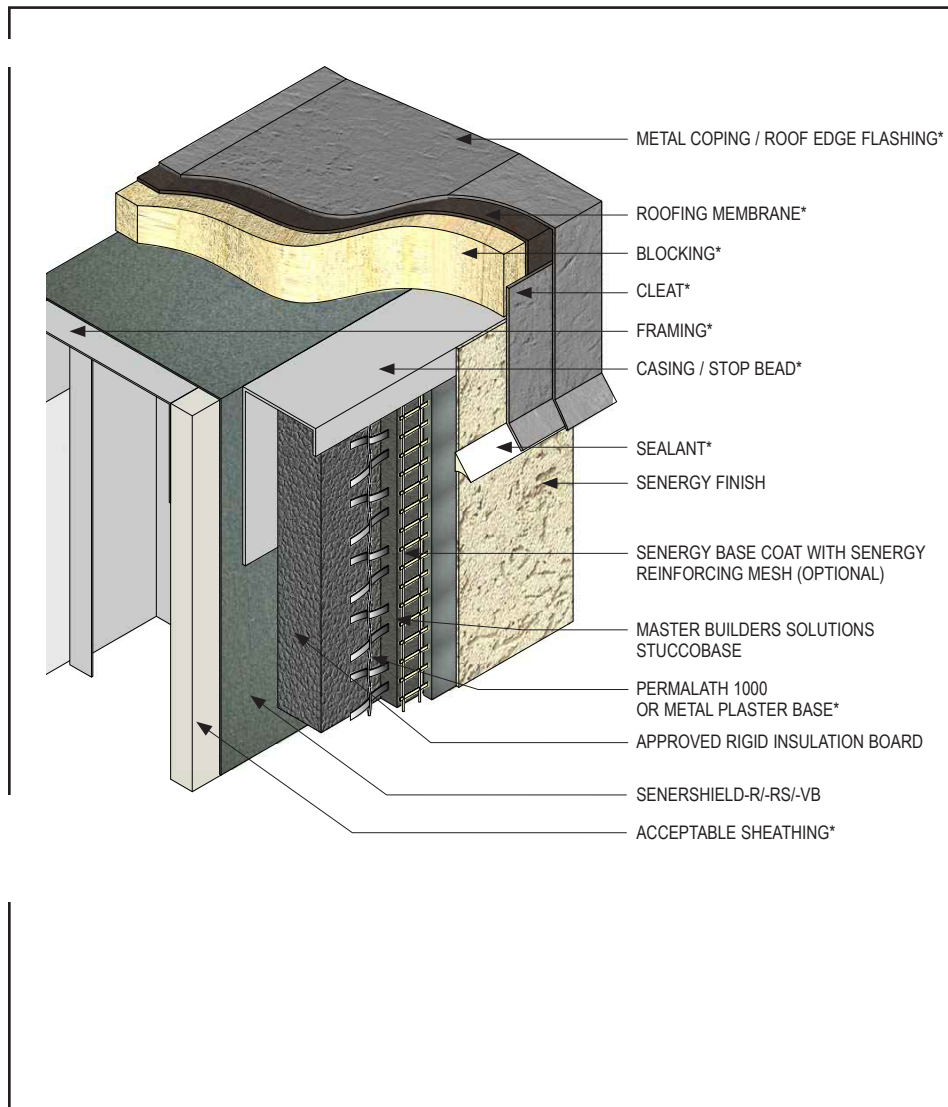 METAL COPING / ROOF EDGE FLASHING*
ROOFING MEMBRANE*
BLOCKING*
CLEAT*
FRAMING*
CASING / STOP BEAD*
SEALANT*
SENERGY FINISH
SENERGY BASE COAT WITH SENERGY
REINFORCING MESH (OPTIONAL)
MASTER BUILDERS SOLUTIONS
STUCCOBASE
PERMALATH 1000
OR METAL PLASTER BASE*
APPROVED RIGID INSULATION BOARD
SENERSHIELD-R/-RS/-VB
ACCEPTABLE SHEATHING*